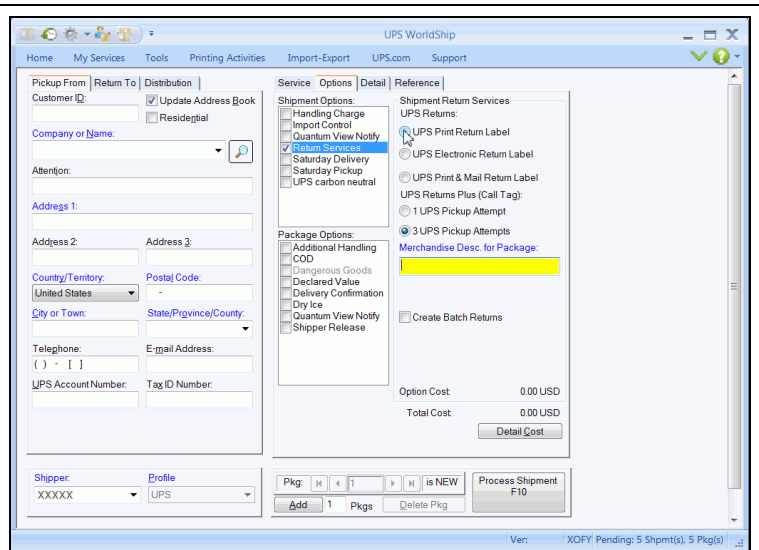 UPS WorldShip
Home My Services Tools Printing Activities Import-Export UPS.com Support
Pickup From Return To Distribution
Customer ID:
Update Address Book
Residential
Company or Name:
Attention:
Address 1:
Address 2: Address 3:
Country/Territory: Postal Code:
United States -
City or Town: State/Province/County:
Telephone: E-mail Address:
( ) - [ ]
UPS Account Number: Tax ID Number:
Shipper: Profile
XXXXX UPS
Service Options Detail Reference
Shipment Options:
Handling Charge
Import Control
Quantum View Notify
Return Services
Saturday Delivery
Saturday Pickup
UPS carbon neutral
Package Options:
Additional Handling
COD
Dangerous Goods
Declared Value
Delivery Confirmation
Dry Ice
Quantum View Notify
Shipper Release
Shipment Return Services
UPS Returns:
UPS Print Return Label
UPS Electronic Return Label
UPS Print & Mail Return Label
UPS Returns Plus (Call Tag):
1 UPS Pickup Attempt
3 UPS Pickup Attempts
Merchandise Desc. for Package:
Create Batch Returns
Option Cost: 0.00 USD
Total Cost: 0.00 USD
Detail Cost
Pkg: 1 is NEW
Add 1 Pkgs Delete Pkg
Process Shipment
F10
Ver: XOFY Pending: 5 Shpmt(s), 5 Pkg(s)